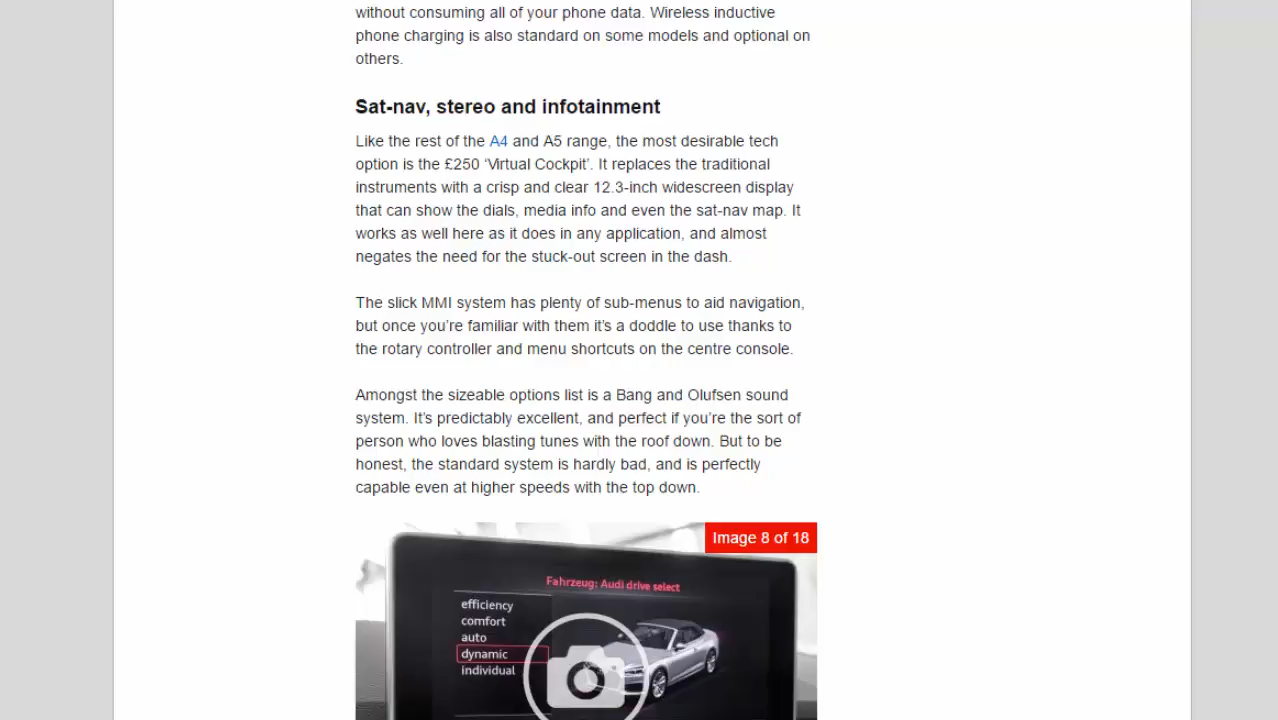 without consuming all of your phone data. Wireless inductive
phone charging is also standard on some models and optional on
others.
Sat-nav, stereo and infotainment
Like the rest of the A4 and A5 range, the most desirable tech
option is the £250 ‘Virtual Cockpit’. It replaces the traditional
instruments with a crisp and clear 12.3-inch widescreen display
that can show the dials, media info and even the sat-nav map. It
works as well here as it does in any application, and almost
negates the need for the stuck-out screen in the dash.
The slick MMI system has plenty of sub-menus to aid navigation,
but once you’re familiar with them it’s a doddle to use thanks to
the rotary controller and menu shortcuts on the centre console.
Amongst the sizeable options list is a Bang and Olufsen sound
system. It’s predictably excellent, and perfect if you’re the sort of
person who loves blasting tunes with the roof down. But to be
honest, the standard system is hardly bad, and is perfectly
capable even at higher speeds with the top down.
Image 8 of 18
Fahrzeug: Audi drive select
efficiency
comfort
auto
dynamic
individual